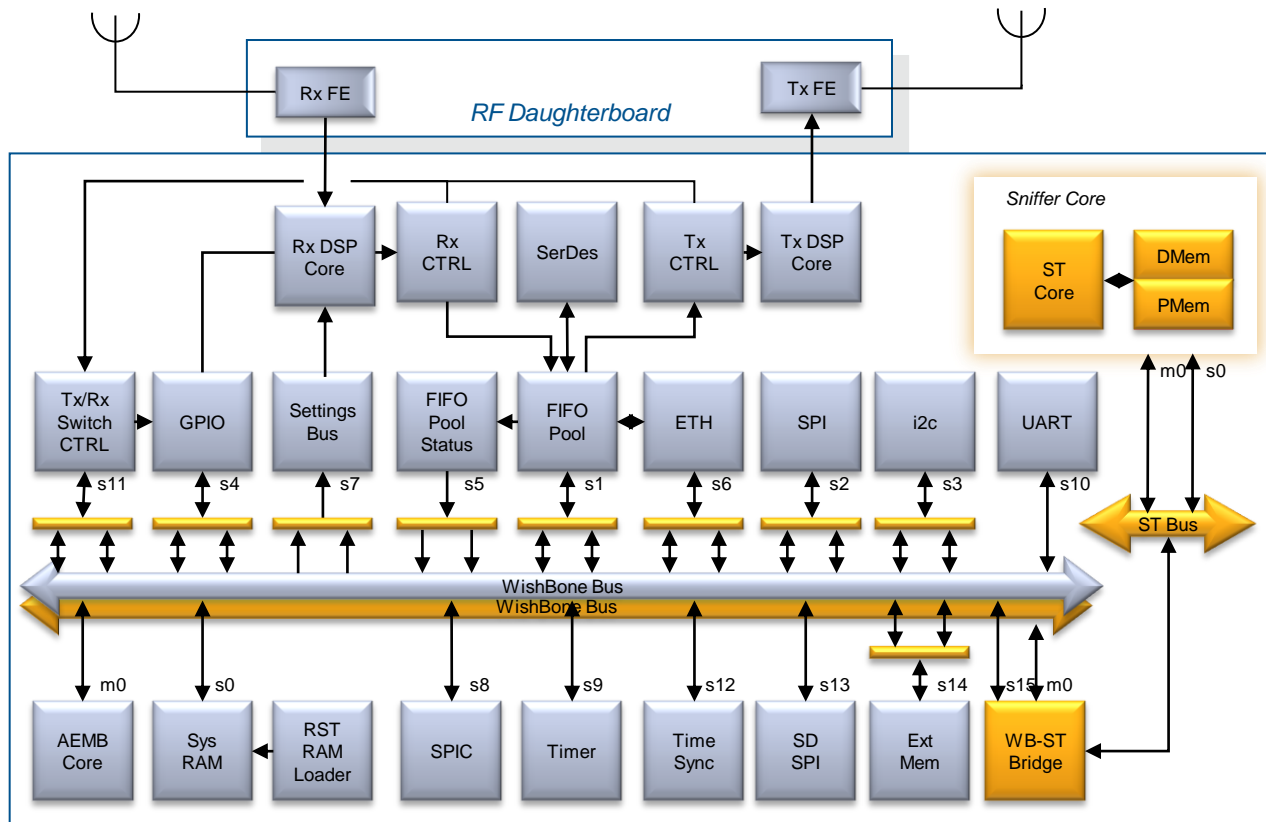 Rx FE
Tx FE
RF Daughterboard
Sniffer Core
Rx DSP
Core
Rx
CTRL
SerDes
Tx
CTRL
Tx DSP
Core
ST
Core
DMem
PMem
m0
s0
Tx/Rx
Switch
CTRL
GPIO
Settings
Bus
FIFO
Pool
Status
FIFO
Pool
ETH
SPI
i2c
UART
s11
s4
s7
s5
s1
s6
s2
s3
s10
ST Bus
WishBone Bus
WishBone Bus
m0
s0
s8
s9
s12
s13
s14
s15
m0
AEMB
Core
Sys
RAM
RST
RAM
Loader
SPIC
Timer
Time
Sync
SD
SPI
Ext
Mem
WB-ST
Bridge